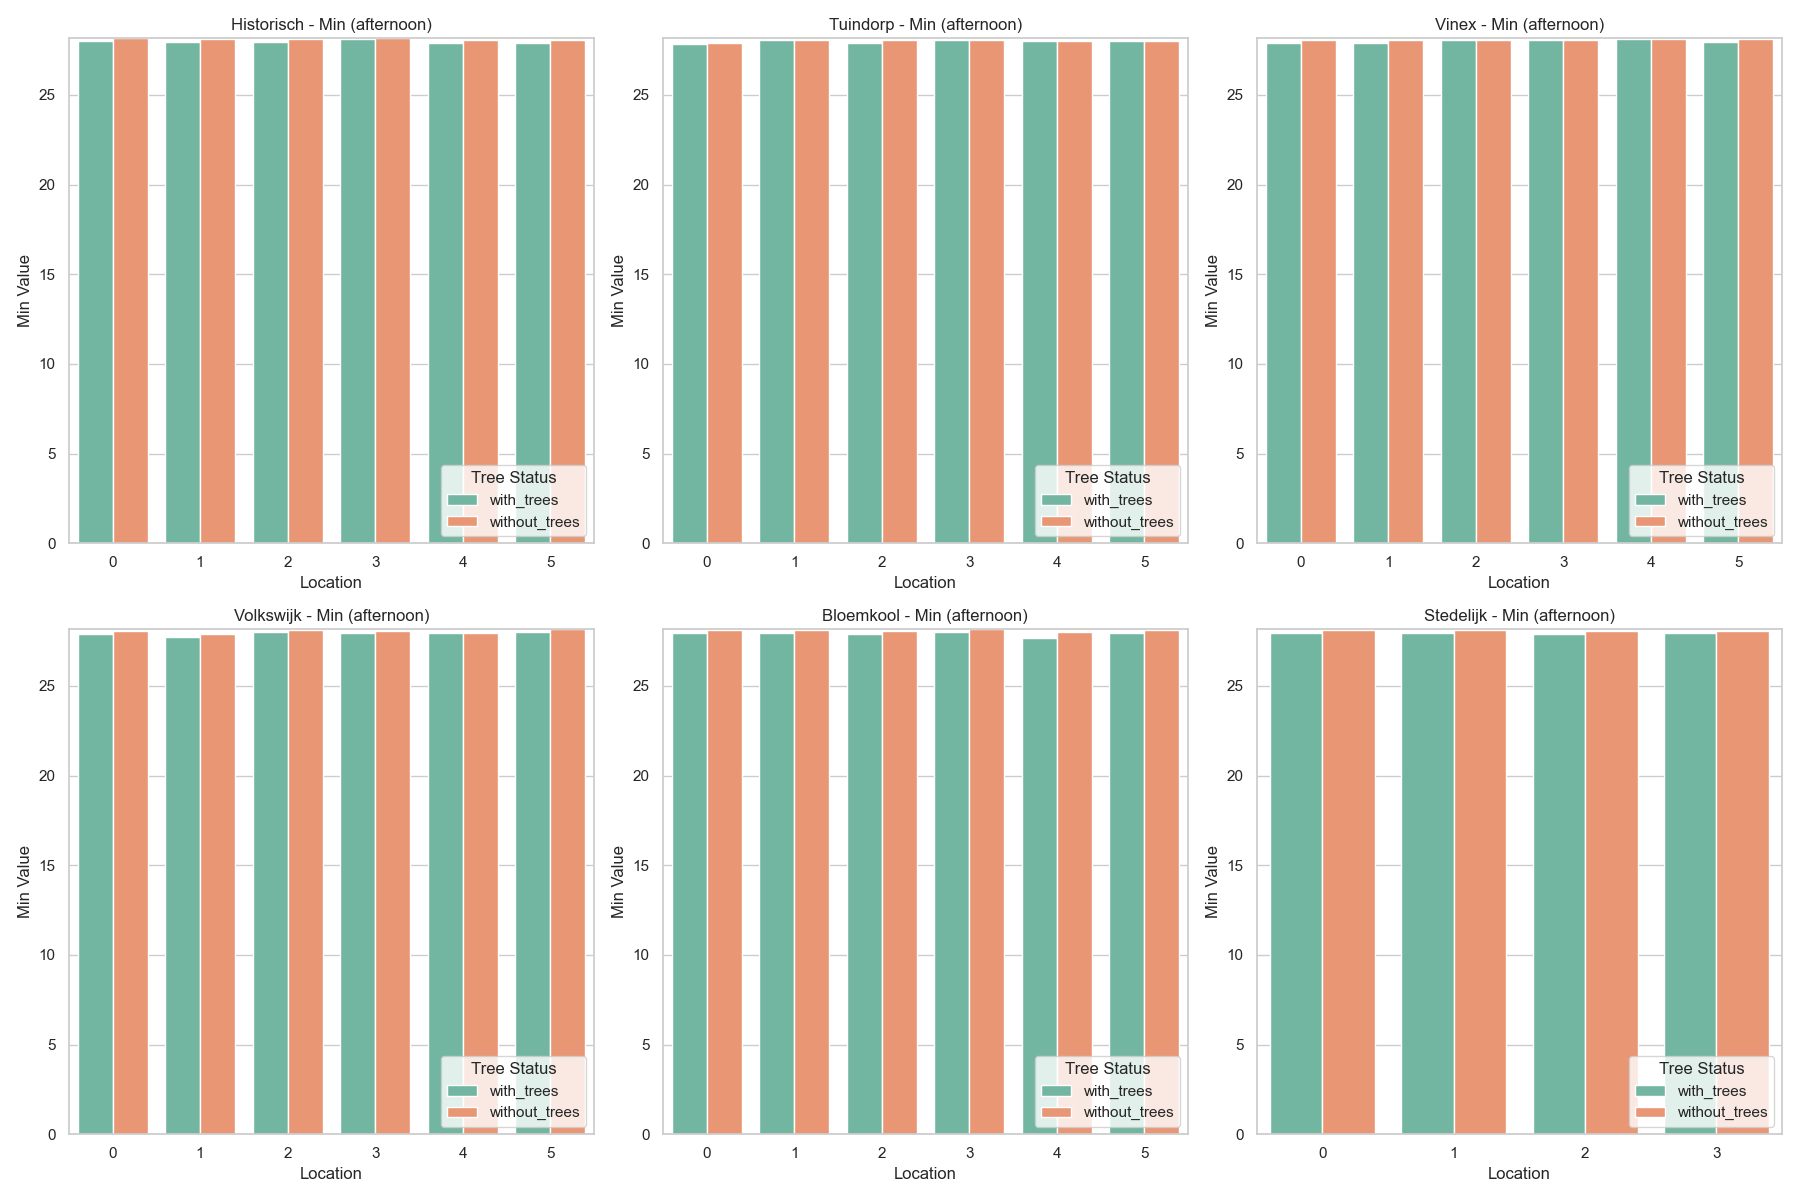 Historisch - Min (afternoon)
Min Value
25
20
15
10
5
0
0 1 2 3 4 5
Location
Tree Status
with_trees
without_trees
Tuindorp - Min (afternoon)
Min Value
25
20
15
10
5
0
0 1 2 3 4 5
Location
Tree Status
with_trees
without_trees
Vinex - Min (afternoon)
Min Value
25
20
15
10
5
0
0 1 2 3 4 5
Location
Tree Status
with_trees
without_trees
Volkswijk - Min (afternoon)
Min Value
25
20
15
10
5
0
0 1 2 3 4 5
Location
Tree Status
with_trees
without_trees
Bloemkool - Min (afternoon)
Min Value
25
20
15
10
5
0
0 1 2 3 4 5
Location
Tree Status
with_trees
without_trees
Stedelijk - Min (afternoon)
Min Value
25
20
15
10
5
0
0 1 2 3
Location
Tree Status
with_trees
without_trees